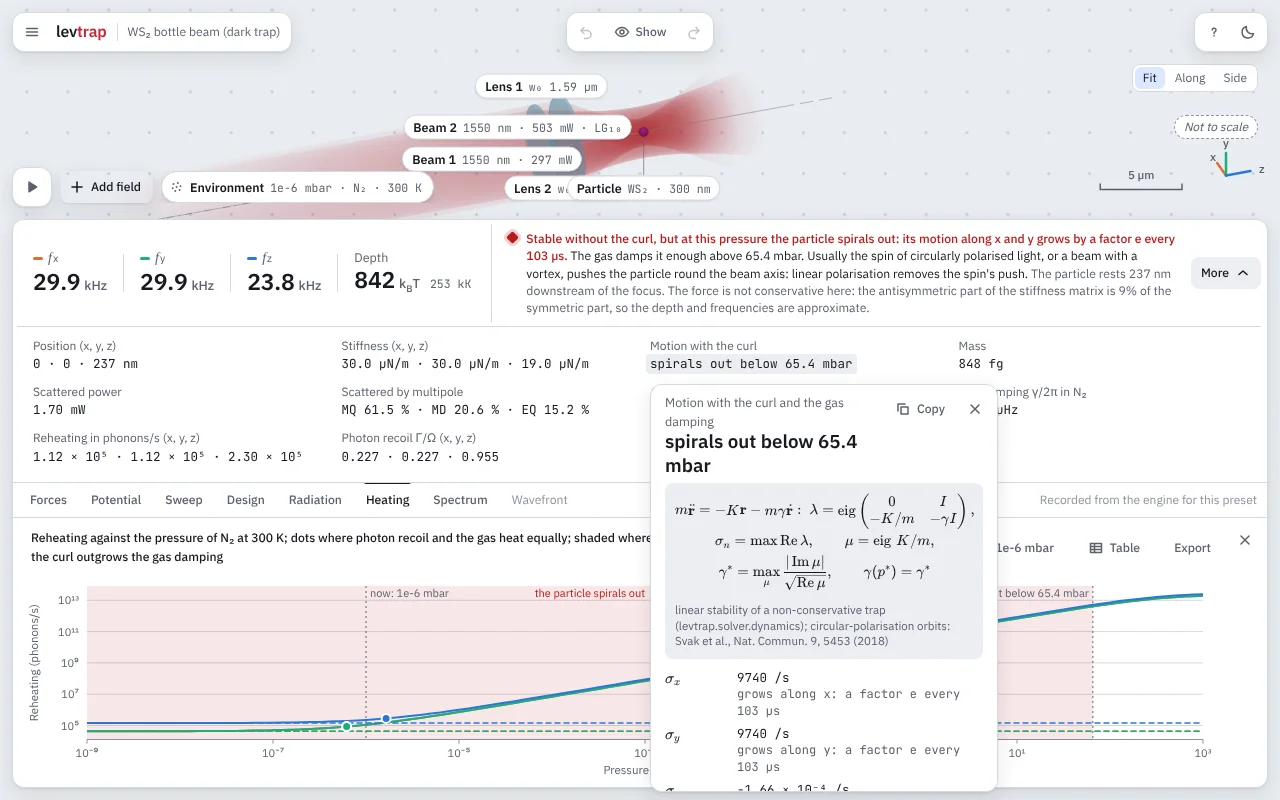 levtrap
WS₂ bottle beam (dark trap)
Show
?
Fit
Along
Side
Lens 1 w₀ 1.59 µm
Beam 2 1550 nm · 503 mW · LG₁₀
Beam 1 1550 nm · 297 mW
Not to scale
y
x
z
5 µm
Add field
Environment 1e-6 mbar · N₂ · 300 K
Lens 2
Particle WS₂ · 300 nm
fx
29.9 kHz
fy
29.9 kHz
fz
23.8 kHz
Depth
842 kBT 253 kK
Stable without the curl, but at this pressure the particle spirals out: its motion along x and y grows by a factor e every
103 µs. The gas damps it enough above 65.4 mbar. Usually the spin of circularly polarised light, or a beam with a
vortex, pushes the particle round the beam axis: linear polarisation removes the spin's push. The particle rests 237 nm
downstream of the focus. The force is not conservative here: the antisymmetric part of the stiffness matrix is 9% of the
symmetric part, so the depth and frequencies are approximate.
More
Position (x, y, z)
0 · 0 · 237 nm
Stiffness (x, y, z)
30.0 µN/m · 30.0 µN/m · 19.0 µN/m
Motion with the curl
spirals out below 65.4 mbar
Mass
848 fg
Scattered power
1.70 mW
Scattered by multipole
MQ 61.5 % · MD 20.6 % · EQ 15.2 %
mping γ/2π in N₂
µHz
Reheating in phonons/s (x, y, z)
1.12 × 10⁵ · 1.12 × 10⁵ · 2.30 × 10⁵
Photon recoil Γ/Ω (x, y, z)
0.227 · 0.227 · 0.955
Motion with the curl and the gas
damping
Copy
spirals out below 65.4
mbar
mr̈ = −Kr − mγṙ : λ = eig ( 0 I −K/m −γI ) ,
σn = max Re λ, μ = eig K/m,
γ* = max μ |Im μ| / √Re μ , γ(p*) = γ*
linear stability of a non-conservative trap
(levtrap.solver.dynamics); circular-polarisation orbits:
Svak et al., Nat. Commun. 9, 5453 (2018)
σx 9740 /s
grows along x: a factor e every
103 µs
σy 9740 /s
grows along y: a factor e every
103 µs
-1.66 × 10⁻⁴ /s
Forces
Potential
Sweep
Design
Radiation
Heating
Spectrum
Wavefront
Recorded from the engine for this preset
Reheating against the pressure of N₂ at 300 K; dots where photon recoil and the gas heat equally; shaded where
the curl outgrows the gas damping
1e-6 mbar
Table
Export
now: 1e-6 mbar
the particle spirals out
t below 65.4 mbar
Reheating (phonons/s)
10¹³
10¹¹
10⁹
10⁷
10⁵
10⁻⁹
10⁻⁷
10⁻⁵
10¹
10³
Pressure